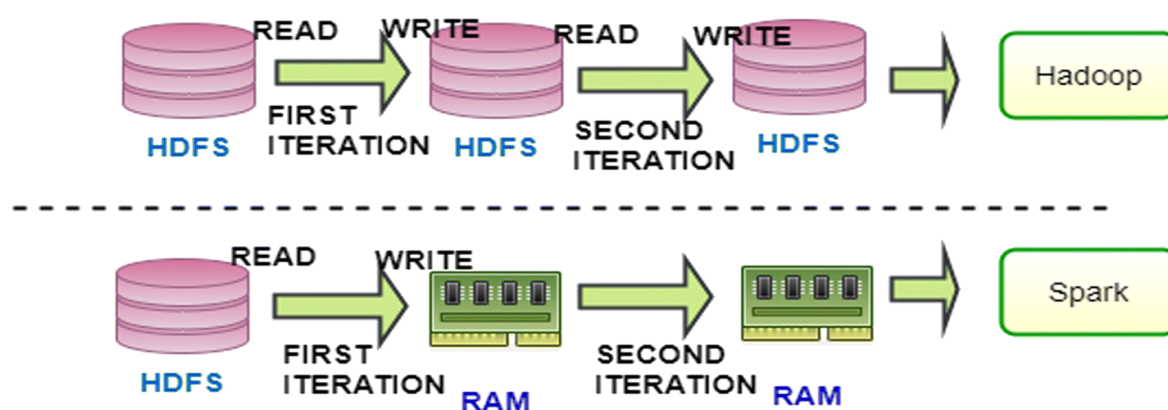 READ WRITE READ WRITE
Hadoop
FIRST
ITERATION
SECOND
ITERATION
HDFS HDFS HDFS
READ WRITE
Spark
FIRST
ITERATION
SECOND
ITERATION
HDFS RAM RAM